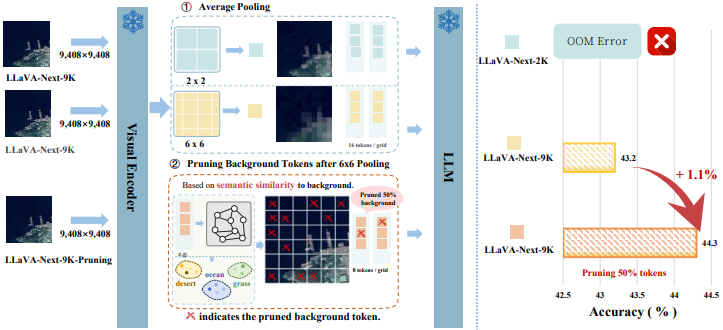 ① Average Pooling
9,408×9,408
LLaVA-Next-9K
9,408×9,408
LLaVA-Next-9K
9,408×9,408
LLaVA-Next-9K-Pruning
Visual Encoder
2 x 2
6 x 6
16 tokens / grid
② Pruning Background Tokens after 6x6 Pooling
Based on semantic similarity to background.
Pruned 50%
background
e.g.
desert
ocean
grass
8 tokens / grid
✕ indicates the pruned background token.
LLM
OOM Error
LLaVA-Next-2K
LLaVA-Next-9K
43.2
+ 1.1%
LLaVA-Next-9K
44.3
Pruning 50% tokens
42.5 43 43.5 44 44.5
Accuracy ( % )